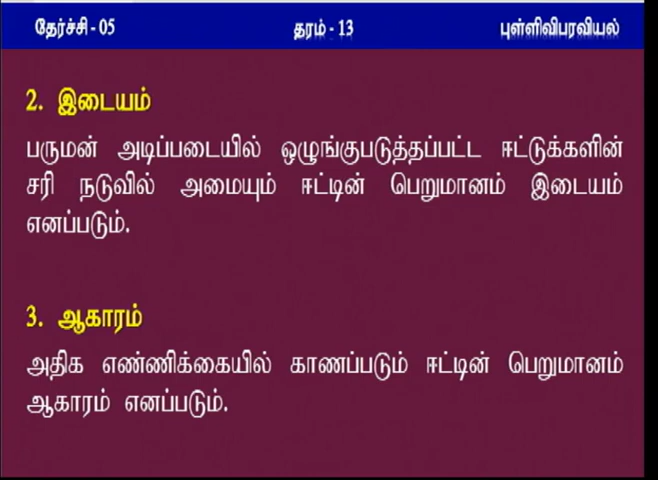 தேர்ச்சி - 05 தரம் - 13 புள்ளிவிபரவியல்
2. இடையம்
பருமன் அடிப்படையில் ஒழுங்குபடுத்தப்பட்ட ஈட்டுக்களின்
சரி நடுவில் அமையும் ஈட்டின் பெறுமானம் இடையம்
எனப்படும்.
3. ஆகாரம்
அதிக எண்ணிக்கையில் காணப்படும் ஈட்டின் பெறுமானம்
ஆகாரம் எனப்படும்.